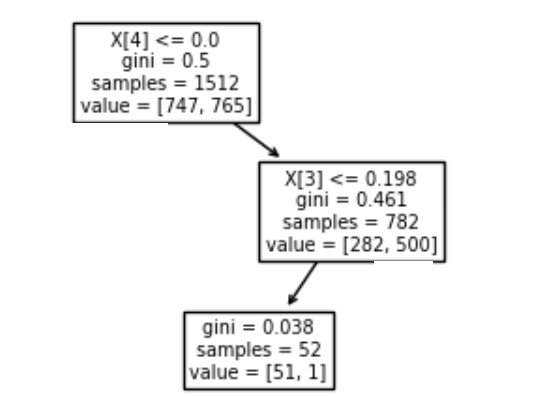 X[4] <= 0.0
gini = 0.5
samples = 1512
value = [747, 765]
X[3] <= 0.198
gini = 0.461
samples = 782
value = [282, 500]
gini = 0.038
samples = 52
value = [51, 1]